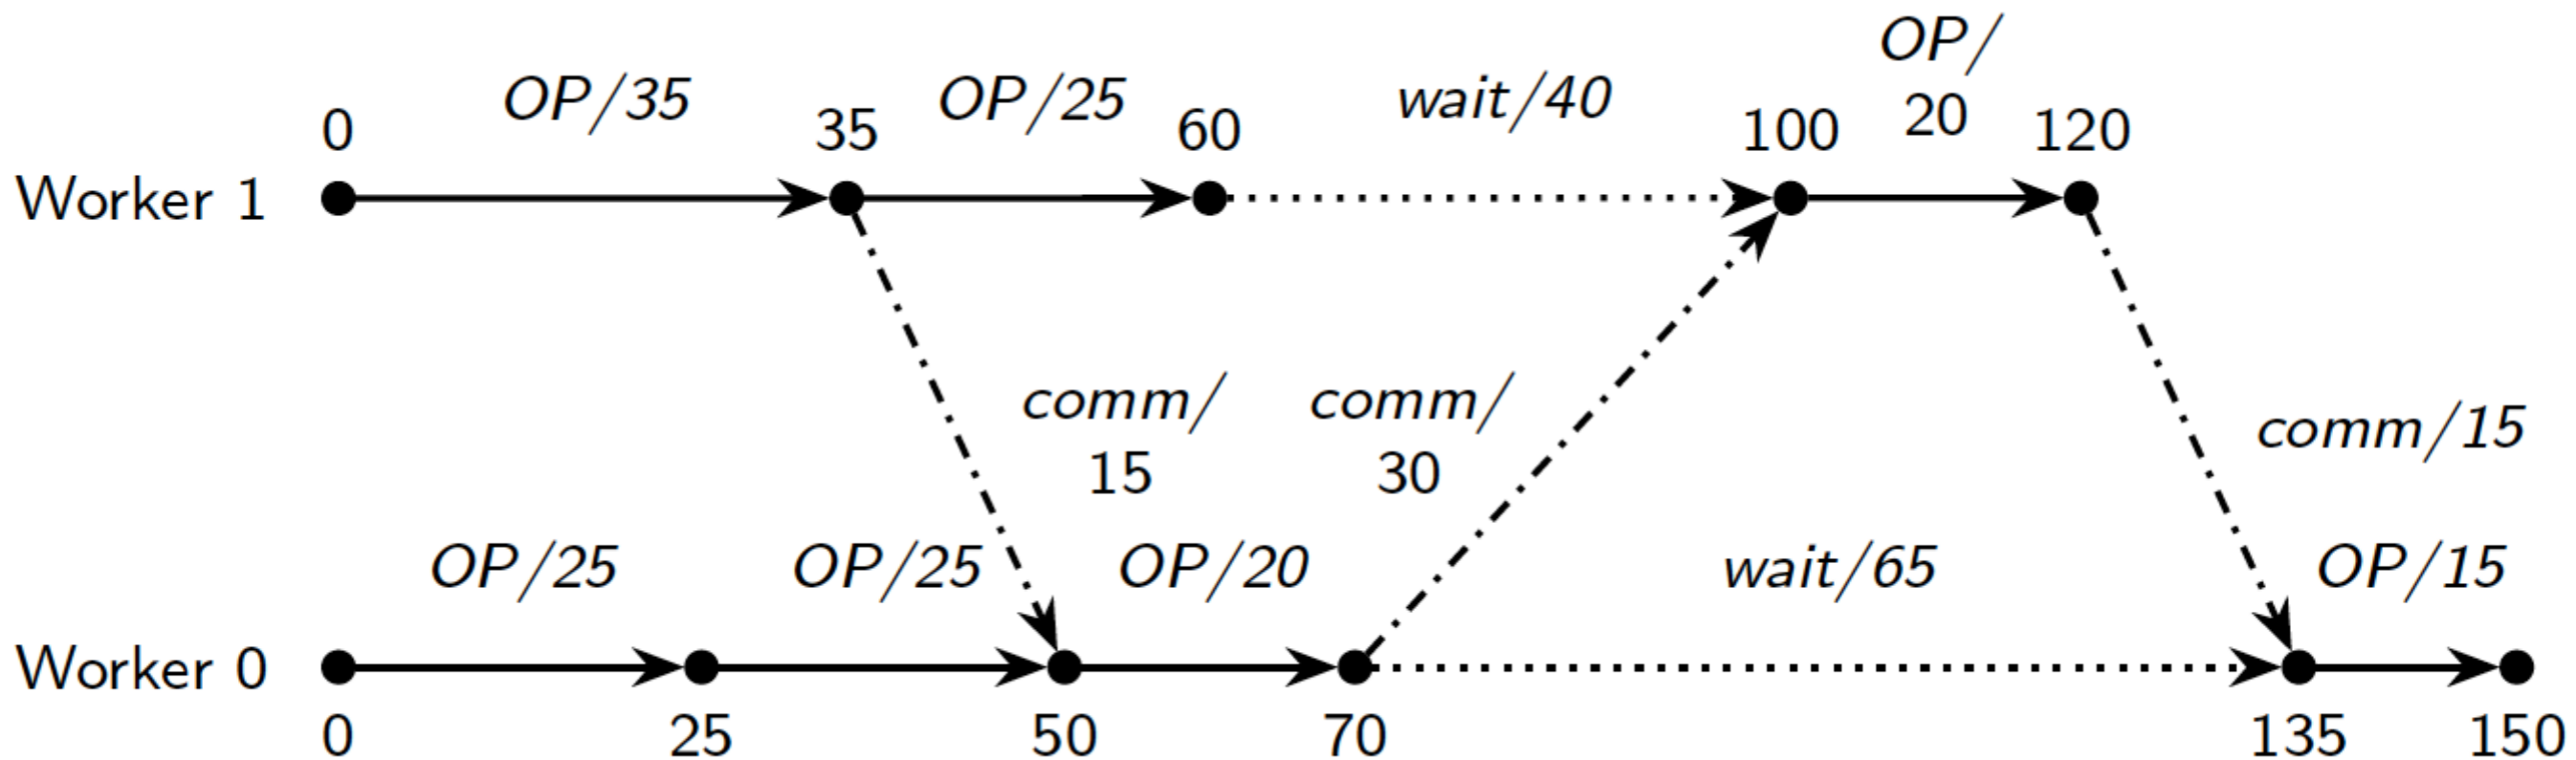 OP/
0 OP/35 35 OP/25 60 wait/40 100 20 120
Worker 1
comm/ comm/ comm/15
15 30
OP/25 OP/25 OP/20 wait/65 OP/15
Worker 0
0 25 50 70 135 150